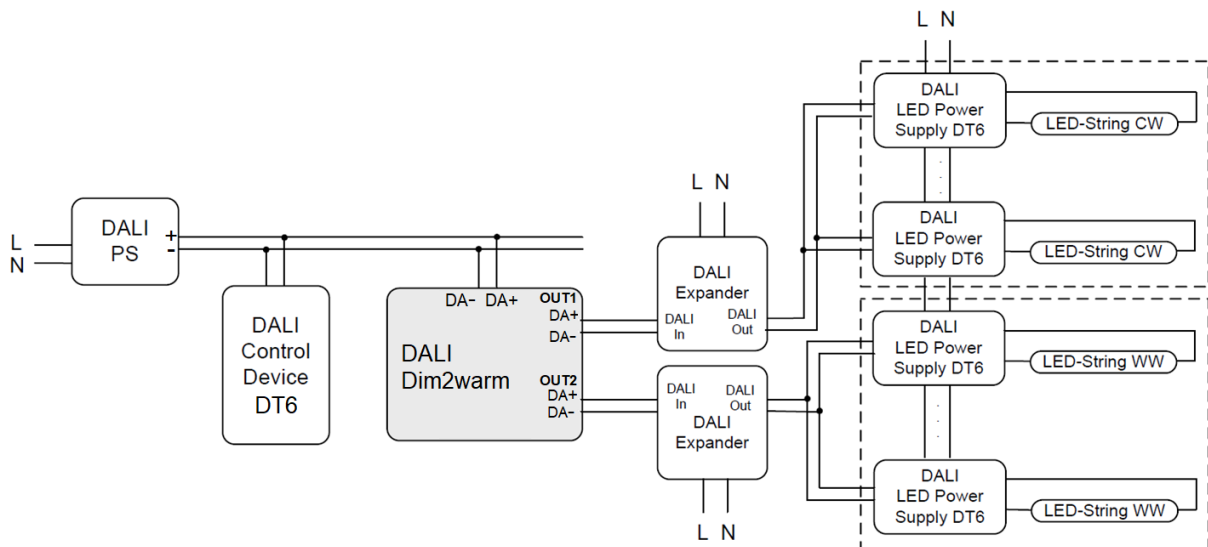 L N
DALI
LED Power
Supply DT6
LED-String CW
DALI
LED Power
Supply DT6
LED-String CW
DALI
LED Power
Supply DT6
LED-String WW
DALI
LED Power
Supply DT6
LED-String WW
L
N
DALI
PS
+
-
DALI
Control
Device
DT6
DA− DA+
OUT1
DA+
DA−
DALI
Dim2warm
OUT2
DA+
DA−
L N
DALI
Expander
DALI
In
DALI
Out
DALI
In
DALI
Out
DALI
Expander
L N